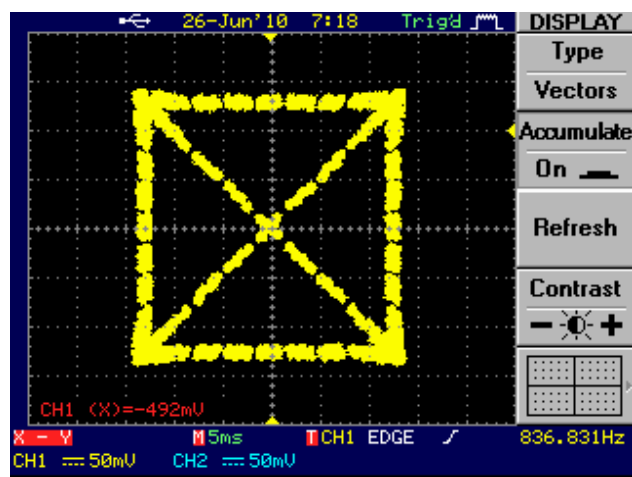 26-Jun'10 7:18 Trig'd DISPLAY
Type
Vectors
Accumulate
On
Refresh
Contrast
CH1 (X)=-492mV
X - Y M 5ms T CH1 EDGE 836.831Hz
CH1 50mV CH2 50mV